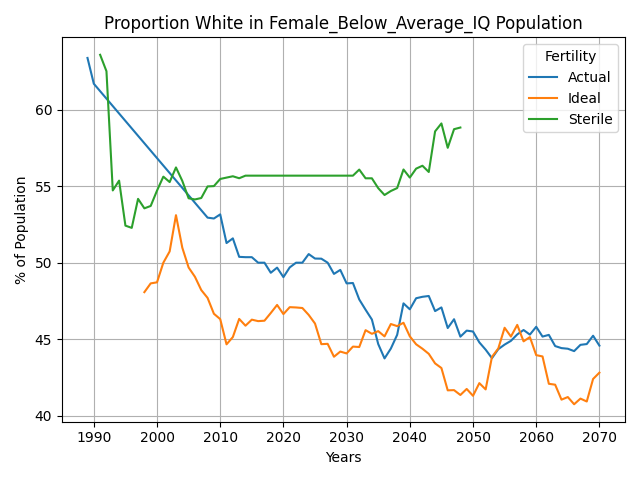 Proportion White in Female_Below_Average_IQ Population
Fertility
Actual
Ideal
Sterile
% of Population
60
55
50
45
40
1990
2000
2010
2020
2030
2040
2050
2060
2070
Years